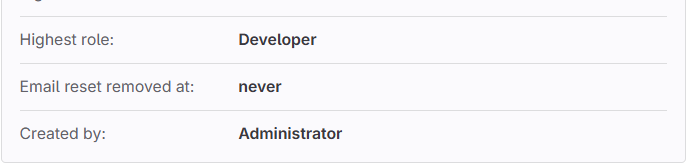 Highest role: Developer
Email reset removed at: never
Created by: Administrator